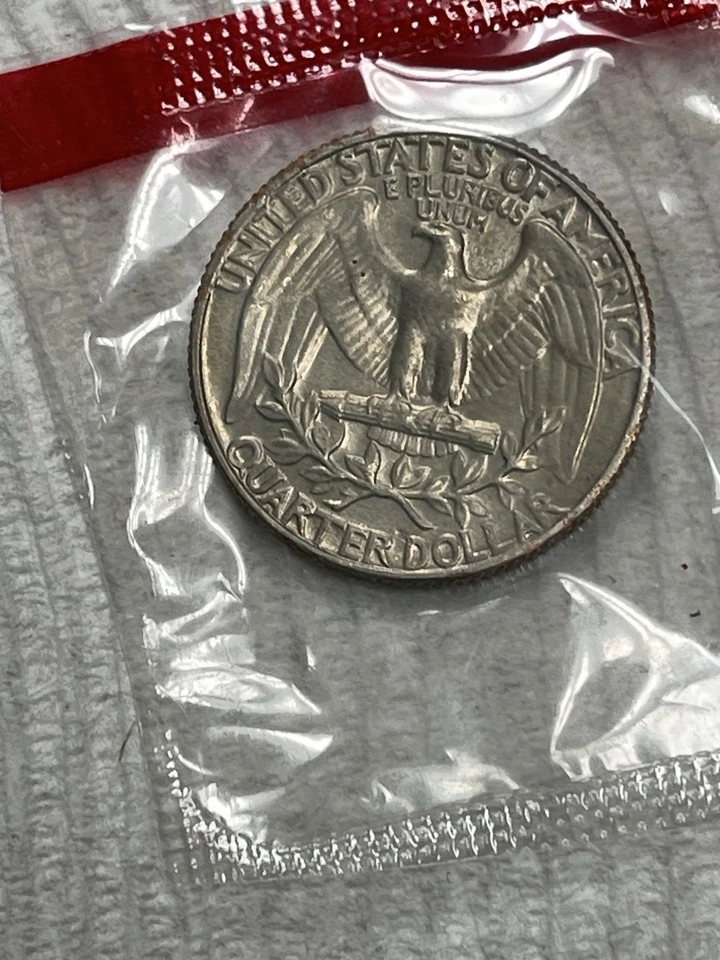 UNITED STATES OF AMERICA
E PLURIBUS
UNUM
QUARTER DOLLAR